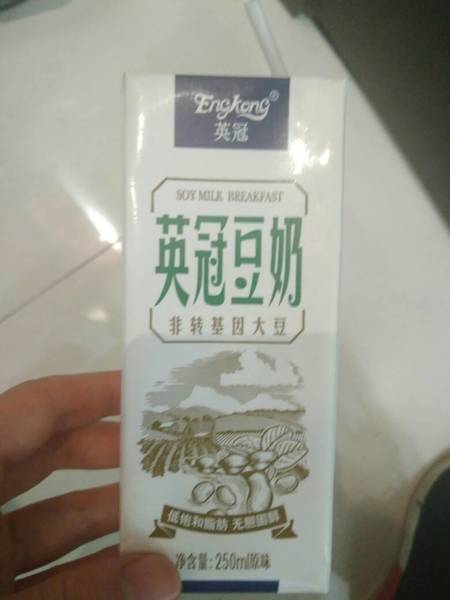 EngKong®
英冠
SOY MILK BREAKFAST
英冠豆奶
非转基因大豆
低饱和脂肪 无胆固醇
净含量: 250ml原味